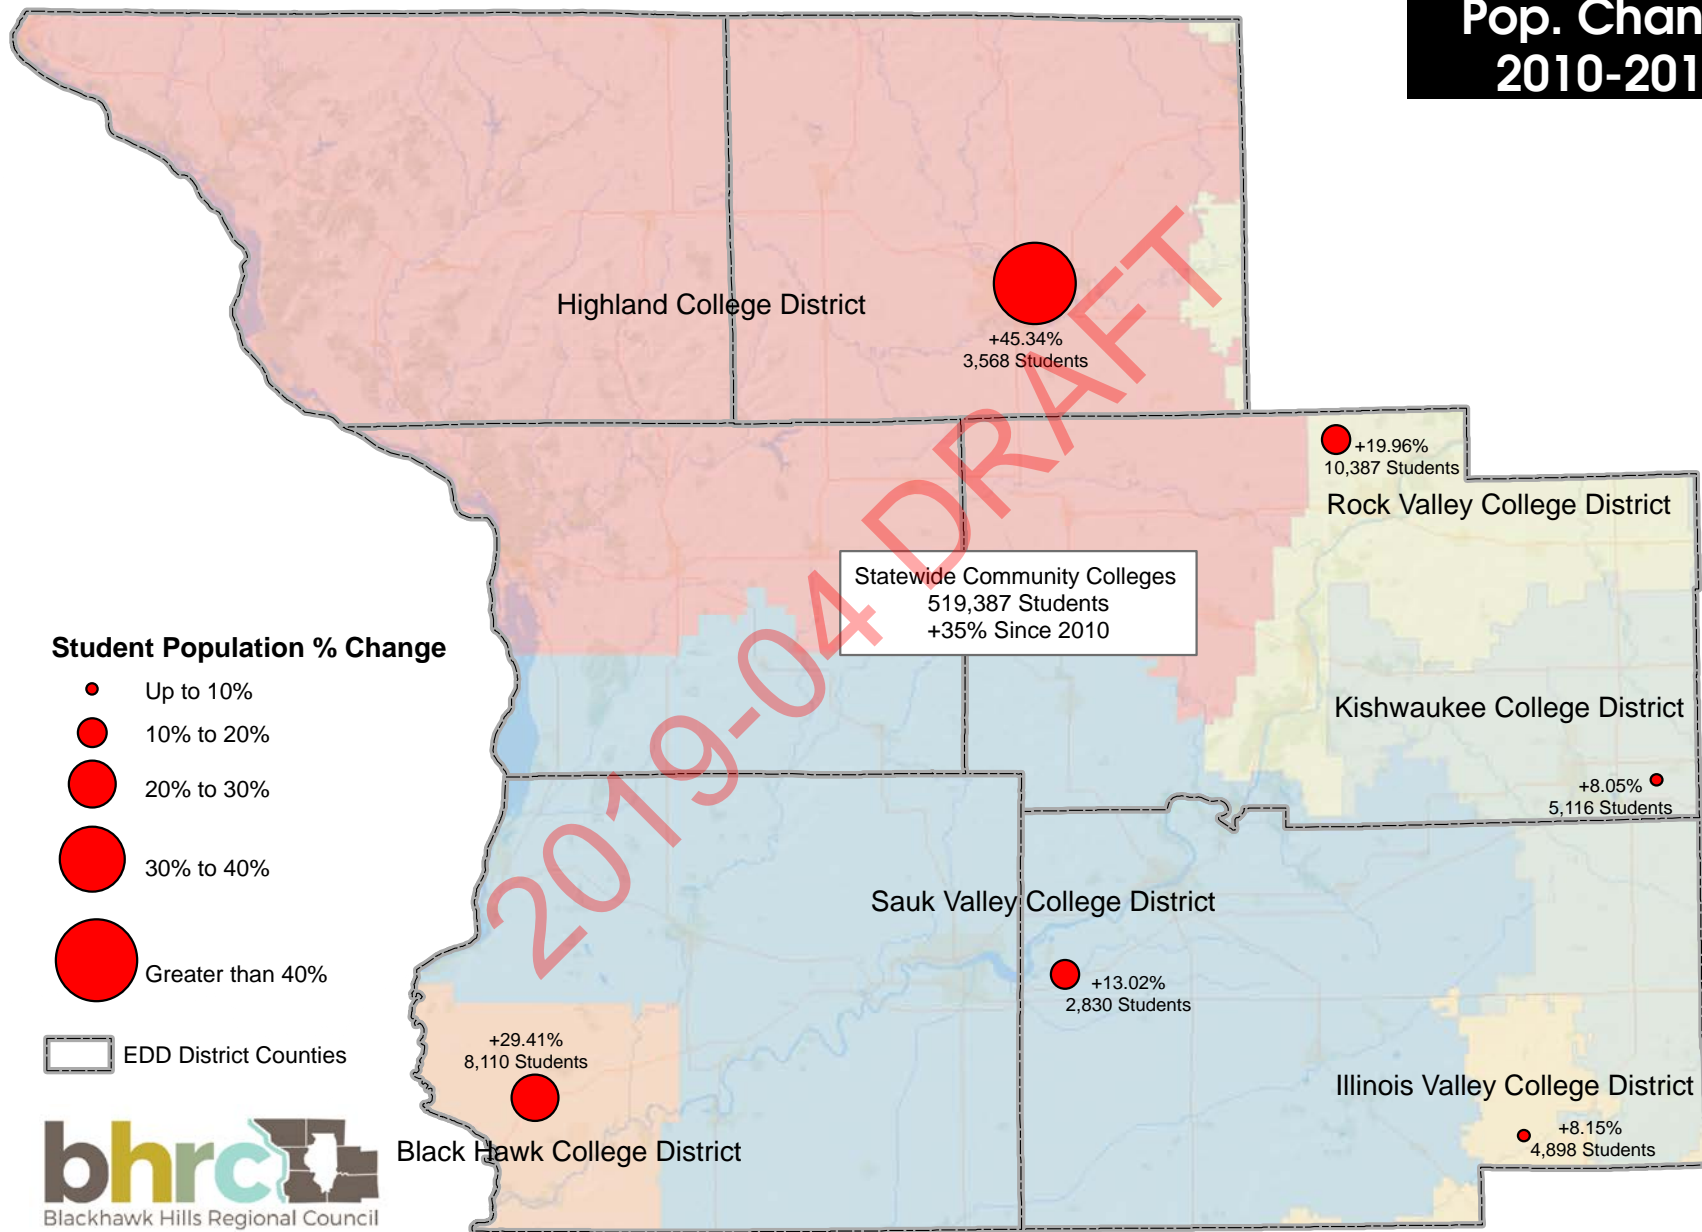 Pop. Chan
2010-201
Highland College District
+45.34%
3,568 Students
+19.96%
10,387 Students
Rock Valley College District
Statewide Community Colleges
519,387 Students
+35% Since 2010
Kishwaukee College District
+8.05%
5,116 Students
Sauk Valley College District
+13.02%
2,830 Students
+29.41%
8,110 Students
Black Hawk College District
Illinois Valley College District
+8.15%
4,898 Students
2019-04 DRAFT
Student Population % Change
Up to 10%
10% to 20%
20% to 30%
30% to 40%
Greater than 40%
EDD District Counties
bhrc
Blackhawk Hills Regional Council